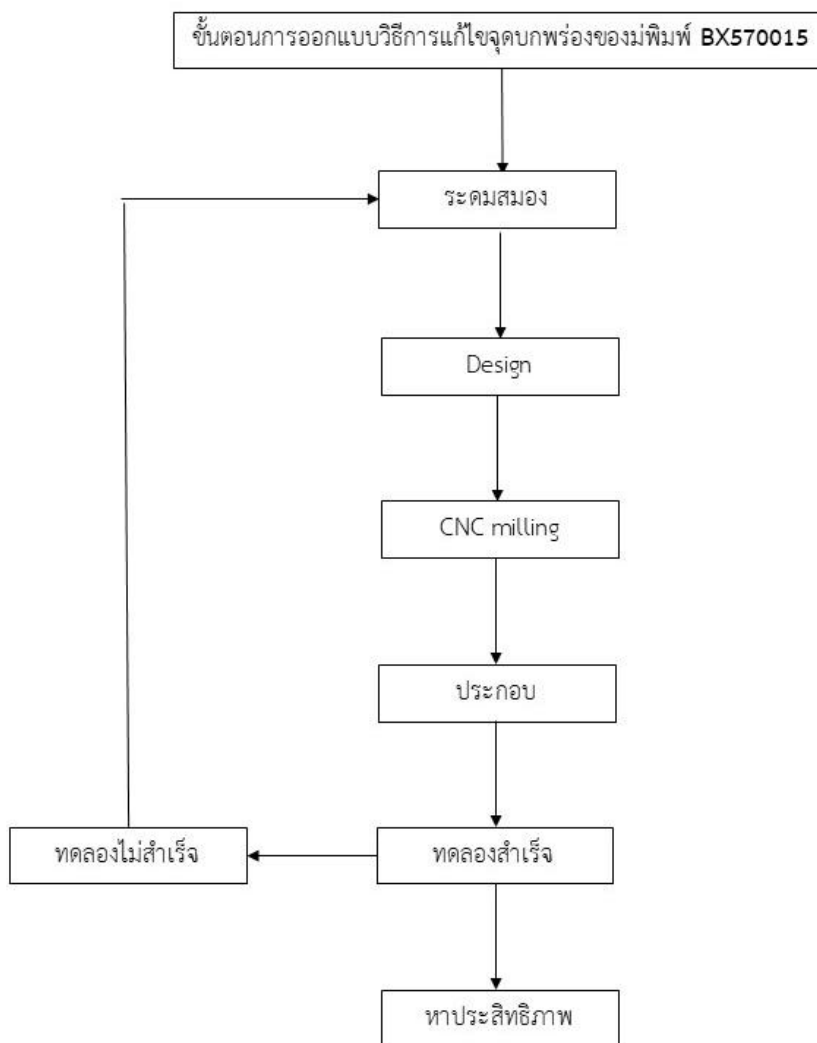 ขั้นตอนการออกแบบวิธีการแก้ไขจุดบกพร่องของม่พิมพ์ BX570015
ระดมสมอง
Design
CNC milling
ประกอบ
ทดลองไม่สำเร็จ
ทดลองสำเร็จ
หาประสิทธิภาพ